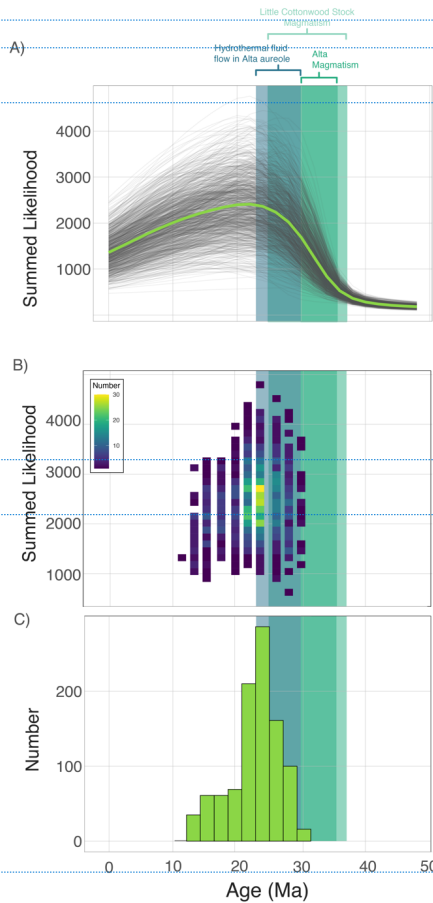 Little Cottonwood Stock
Magmatism
A)
Hydrothermal fluid
flow in Alta aureole
Alta
Magmatism
Summed Likelihood
4000
3000
2000
1000
B)
Number
30
20
10
Summed Likelihood
4000
3000
2000
1000
C)
Number
200
100
0
0 10 20 30 40 50
Age (Ma)